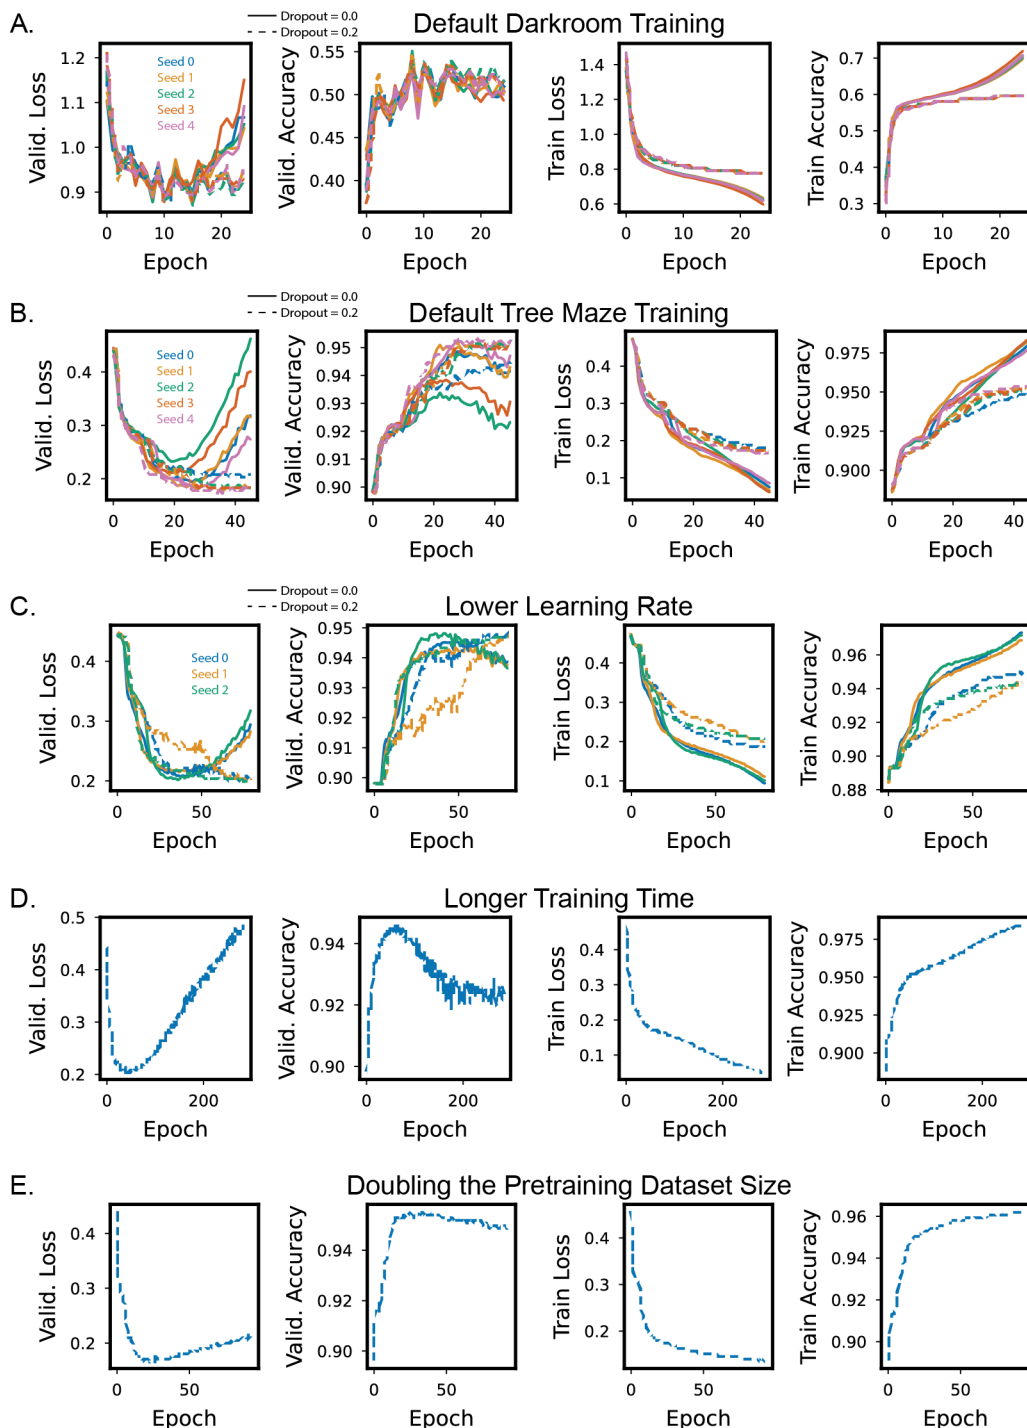 A.
Dropout = 0.0
Dropout = 0.2
Default Darkroom Training
Valid. Loss
1.2
1.1
1.0
0.9
Seed 0
Seed 1
Seed 2
Seed 3
Seed 4
0 10 20
Epoch
Valid. Accuracy
0.55
0.50
0.45
0.40
0 10 20
Epoch
Train Loss
1.4
1.2
1.0
0.8
0.6
0 10 20
Epoch
Train Accuracy
0.7
0.6
0.5
0.4
0.3
0 10 20
Epoch
B.
Dropout = 0.0
Dropout = 0.2
Default Tree Maze Training
Valid. Loss
0.4
0.3
0.2
Seed 0
Seed 1
Seed 2
Seed 3
Seed 4
0 20 40
Epoch
Valid. Accuracy
0.95
0.94
0.93
0.92
0.91
0.90
0 20 40
Epoch
Train Loss
0.4
0.3
0.2
0.1
0 20 40
Epoch
Train Accuracy
0.975
0.950
0.925
0.900
0 20 40
Epoch
C.
Dropout = 0.0
Dropout = 0.2
Lower Learning Rate
Valid. Loss
0.4
0.3
0.2
Seed 0
Seed 1
Seed 2
0 50
Epoch
Valid. Accuracy
0.95
0.94
0.93
0.92
0.91
0.90
0 50
Epoch
Train Loss
0.4
0.3
0.2
0.1
0 50
Epoch
Train Accuracy
0.96
0.94
0.92
0.90
0.88
0 50
Epoch
D.
Longer Training Time
Valid. Loss
0.5
0.4
0.3
0.2
0 200
Epoch
Valid. Accuracy
0.94
0.92
0.90
0 200
Epoch
Train Loss
0.4
0.3
0.2
0.1
0 200
Epoch
Train Accuracy
0.975
0.950
0.925
0.900
0 200
Epoch
E.
Doubling the Pretraining Dataset Size
Valid. Loss
0.4
0.3
0.2
0 50
Epoch
Valid. Accuracy
0.94
0.92
0.90
0 50
Epoch
Train Loss
0.4
0.3
0.2
0 50
Epoch
Train Accuracy
0.96
0.94
0.92
0.90
0 50
Epoch